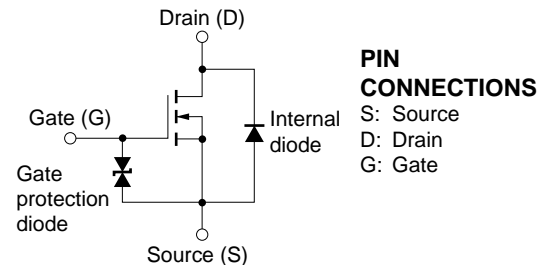 Drain (D)
Gate (G)
Internal
diode
Gate
protection
diode
Source (S)
PIN
CONNECTIONS
S: Source
D: Drain
G: Gate